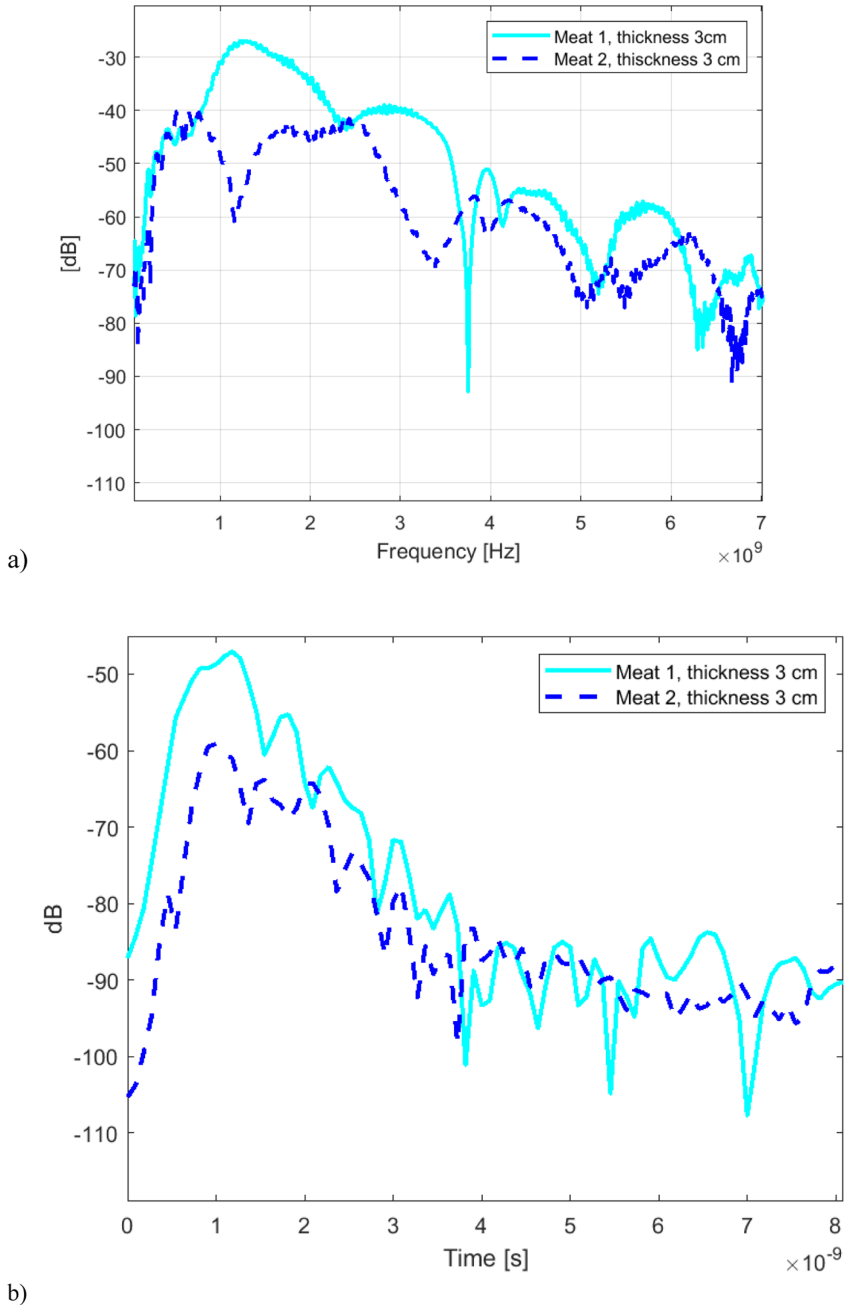 Meat 1, thickness 3cm
Meat 2, thisckness 3 cm
-30
-40
-50
-60
-70
-80
-90
-100
-110
[dB]
1 2 3 4 5 6 7
Frequency [Hz]
×10^9
a)
Meat 1, thickness 3 cm
Meat 2, thickness 3 cm
-50
-60
-70
-80
-90
-100
-110
dB
0 1 2 3 4 5 6 7 8
Time [s]
×10^-9
b)